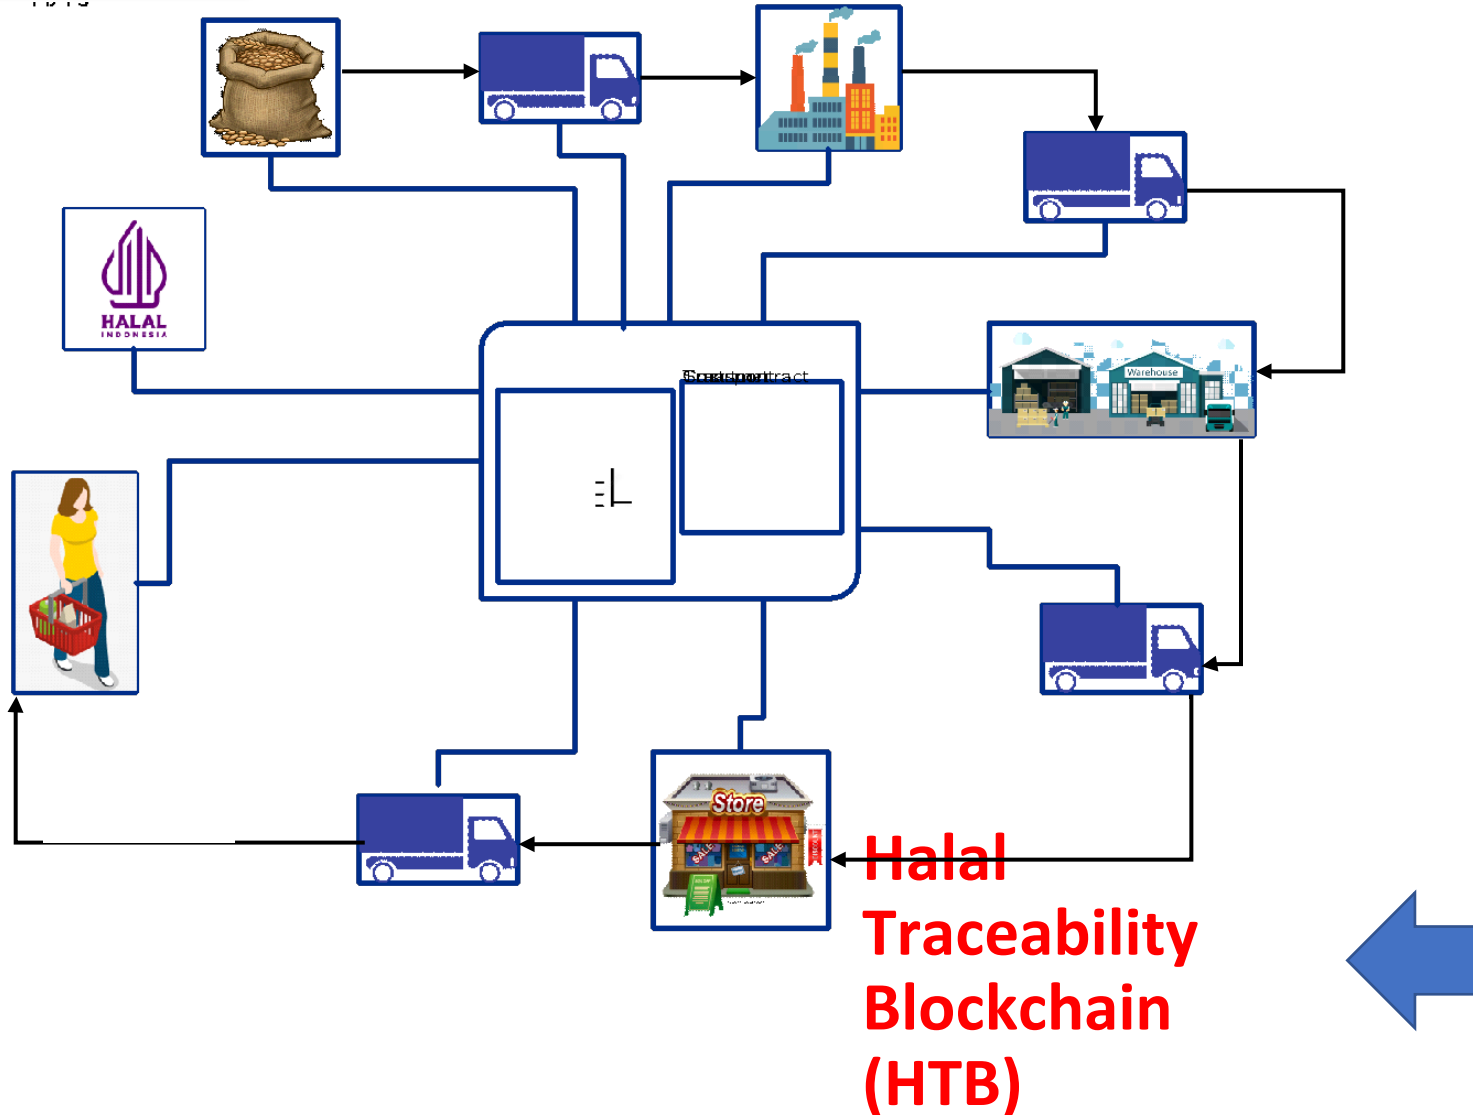 HALAL
INDONESIA
Warehouse
Store
SALE
SALE
Halal
Traceability
Blockchain
(HTB)